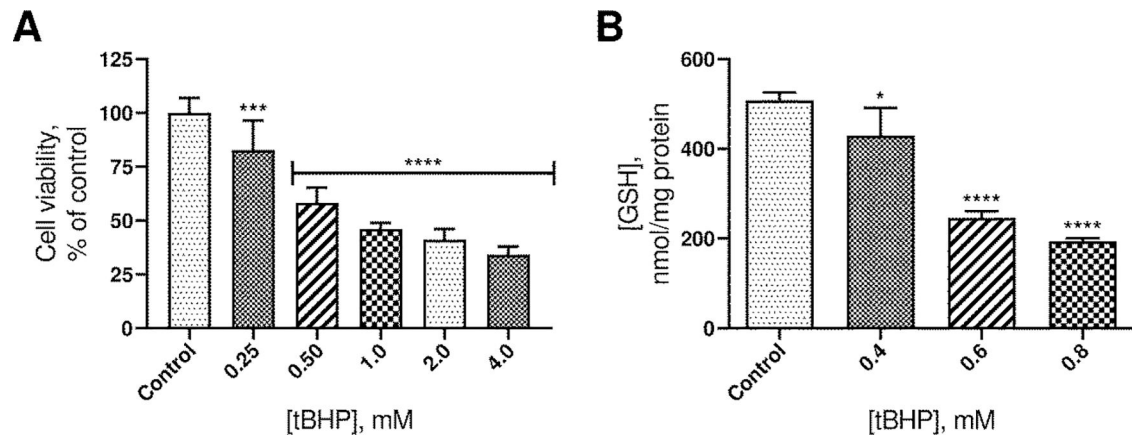 A
Cell viability,
% of control
125
100
75
50
25
0
***
****
Control
0.25
0.50
1.0
2.0
4.0
[tBHP], mM
B
[GSH],
nmol/mg protein
600
400
200
0
*
****
****
Control
0.4
0.6
0.8
[tBHP], mM